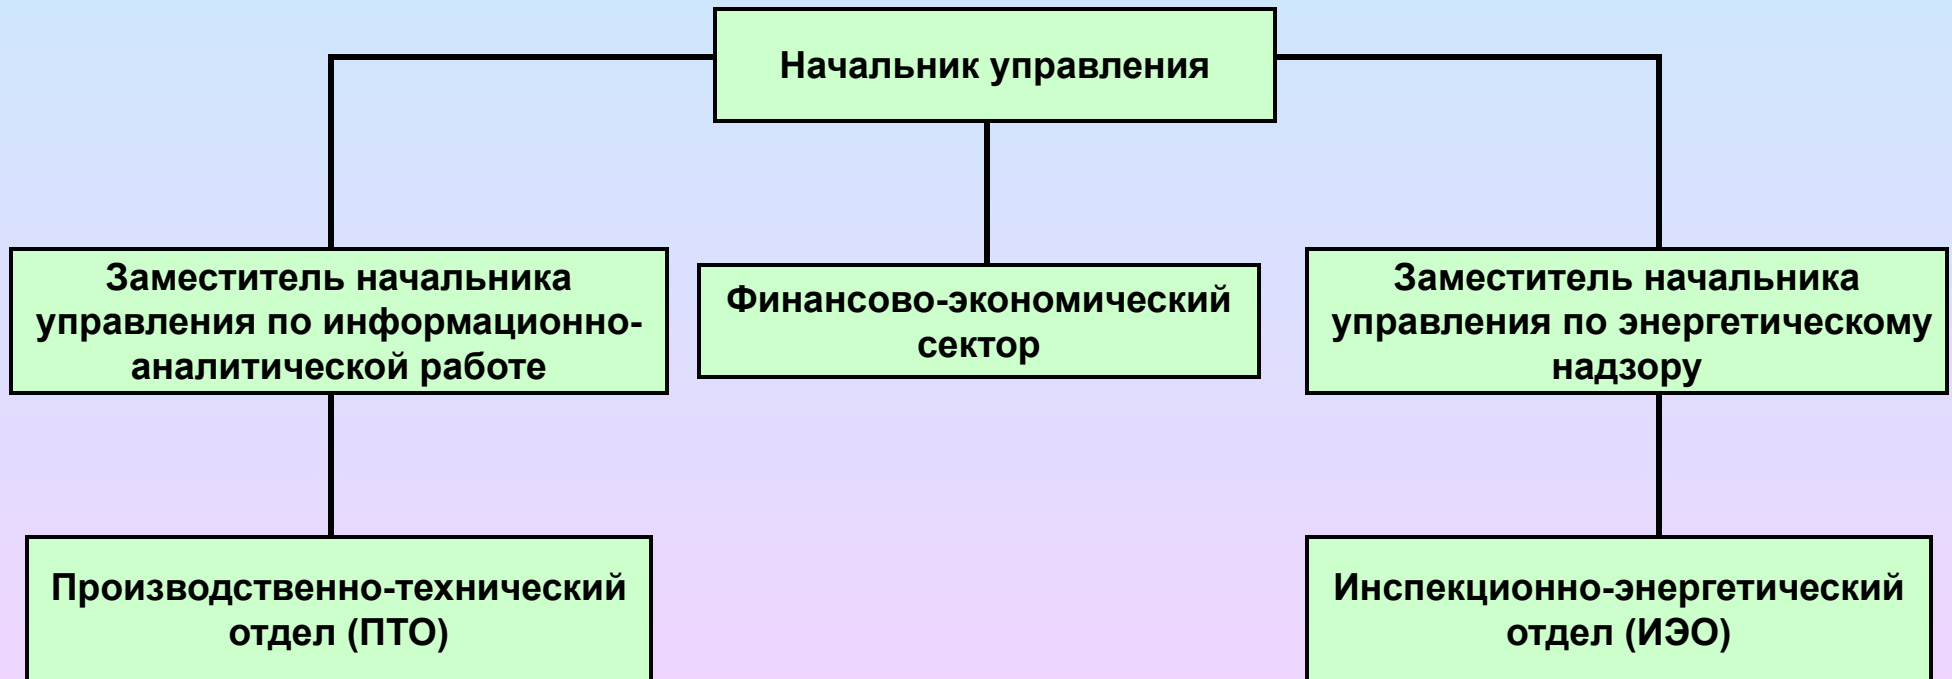 Начальник управления
Заместитель начальника
управления по информационно-
аналитической работе
Финансово-экономический
сектор
Заместитель начальника
управления по энергетическому
надзору
Производственно-технический
отдел (ПТО)
Инспекционно-энергетический
отдел (ИЭО)